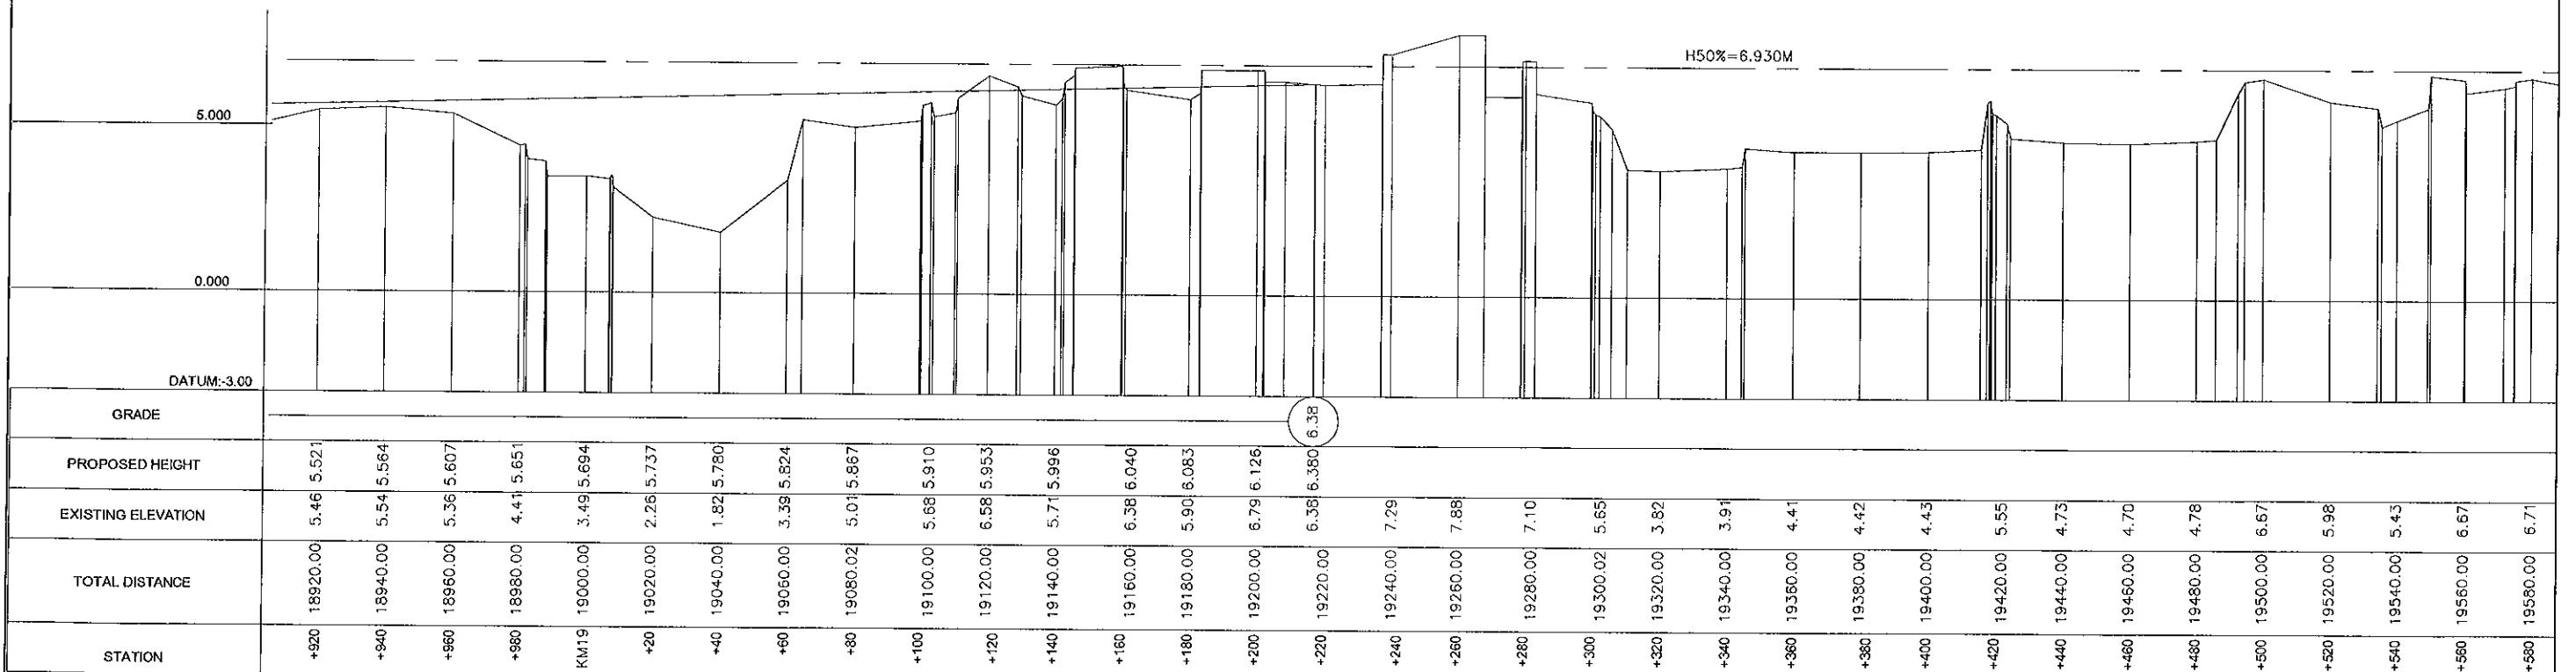 H50%=6.930M
5.000
0.000
DATUM:-3.00
GRADE
6.38
PROPOSED HEIGHT 5.521 5.564 5.607 5.651 5.694 5.737 5.780 5.824 5.867 5.910 5.953 5.996 6.040 6.083 6.126 6.380
EXISTING ELEVATION 5.46 5.54 5.36 4.41 3.49 2.26 1.82 3.39 5.01 5.68 6.58 5.71 6.38 5.90 6.79 6.38 7.29 7.88 7.10 5.65 3.82 3.91 4.41 4.42 4.43 5.55 4.73 4.70 4.78 6.67 5.98 5.43 6.67 6.71
TOTAL DISTANCE 18920.00 18940.00 18960.00 18980.00 19000.00 19020.00 19040.00 19060.00 19080.02 19100.00 19120.00 19140.00 19160.00 19180.00 19200.00 19220.00 19240.00 19260.00 19280.00 19300.02 19320.00 19340.00 19360.00 19380.00 19400.00 19420.00 19440.00 19460.00 19480.00 19500.00 19520.00 19540.00 19560.00 19580.00
STATION +920 +940 +960 +980 KM19 +20 +40 +60 +80 +100 +120 +140 +160 +180 +200 +220 +240 +260 +280 +300 +320 +340 +360 +380 +400 +420 +440 +460 +480 +500 +520 +540 +560 +580